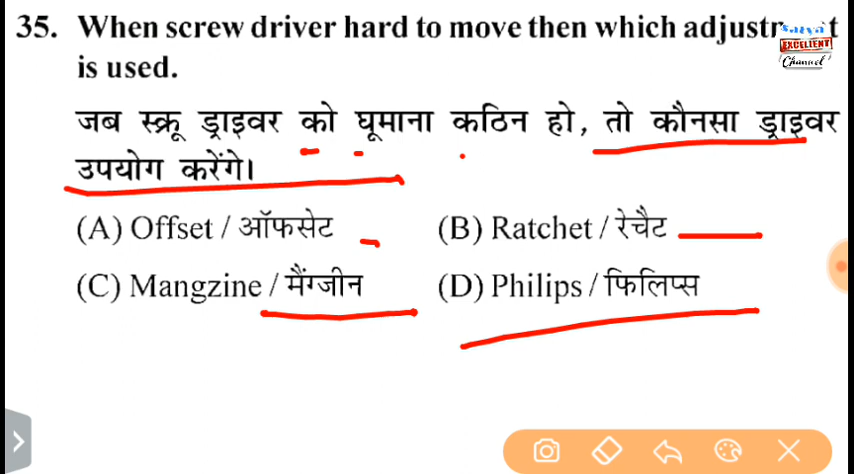 35. When screw driver hard to move then which
is used.
जब स्क्रू ड्राइवर को घूमाना कठिन हो, तो कौनसा ड्राइवर
उपयोग करेंगे।
(A) Offset / ऑफसेट (B) Ratchet / रेचैट
(C) Mangzine / मैंग्जीन (D) Philips / फिलिप्स
Satya
EXCELLENT
Channel